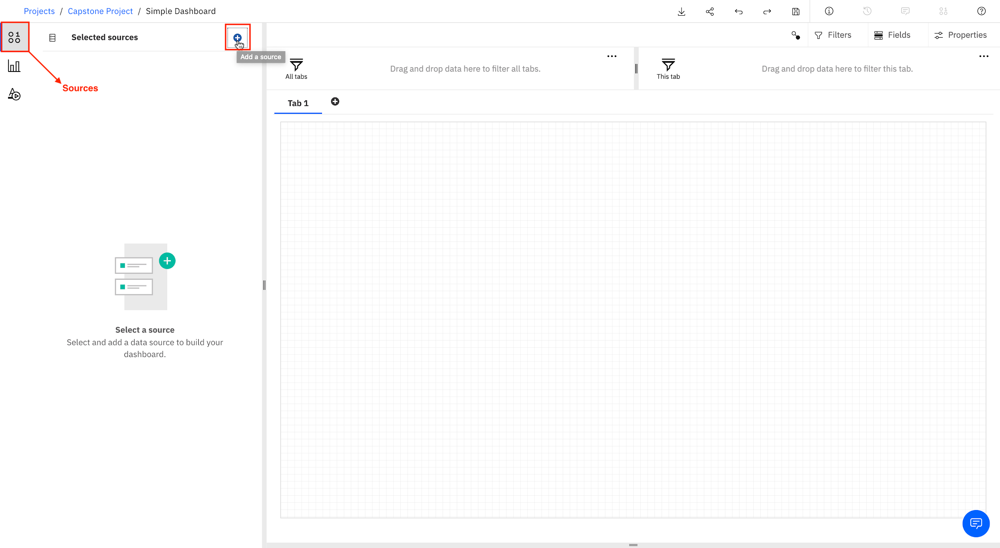 Projects / Capstone Project / Simple Dashboard
Selected sources
Add a source
Sources
Filters
Fields
Properties
All tabs
Drag and drop data here to filter all tabs.
This tab
Drag and drop data here to filter this tab.
Tab 1
Select a source
Select and add a data source to build your
dashboard.